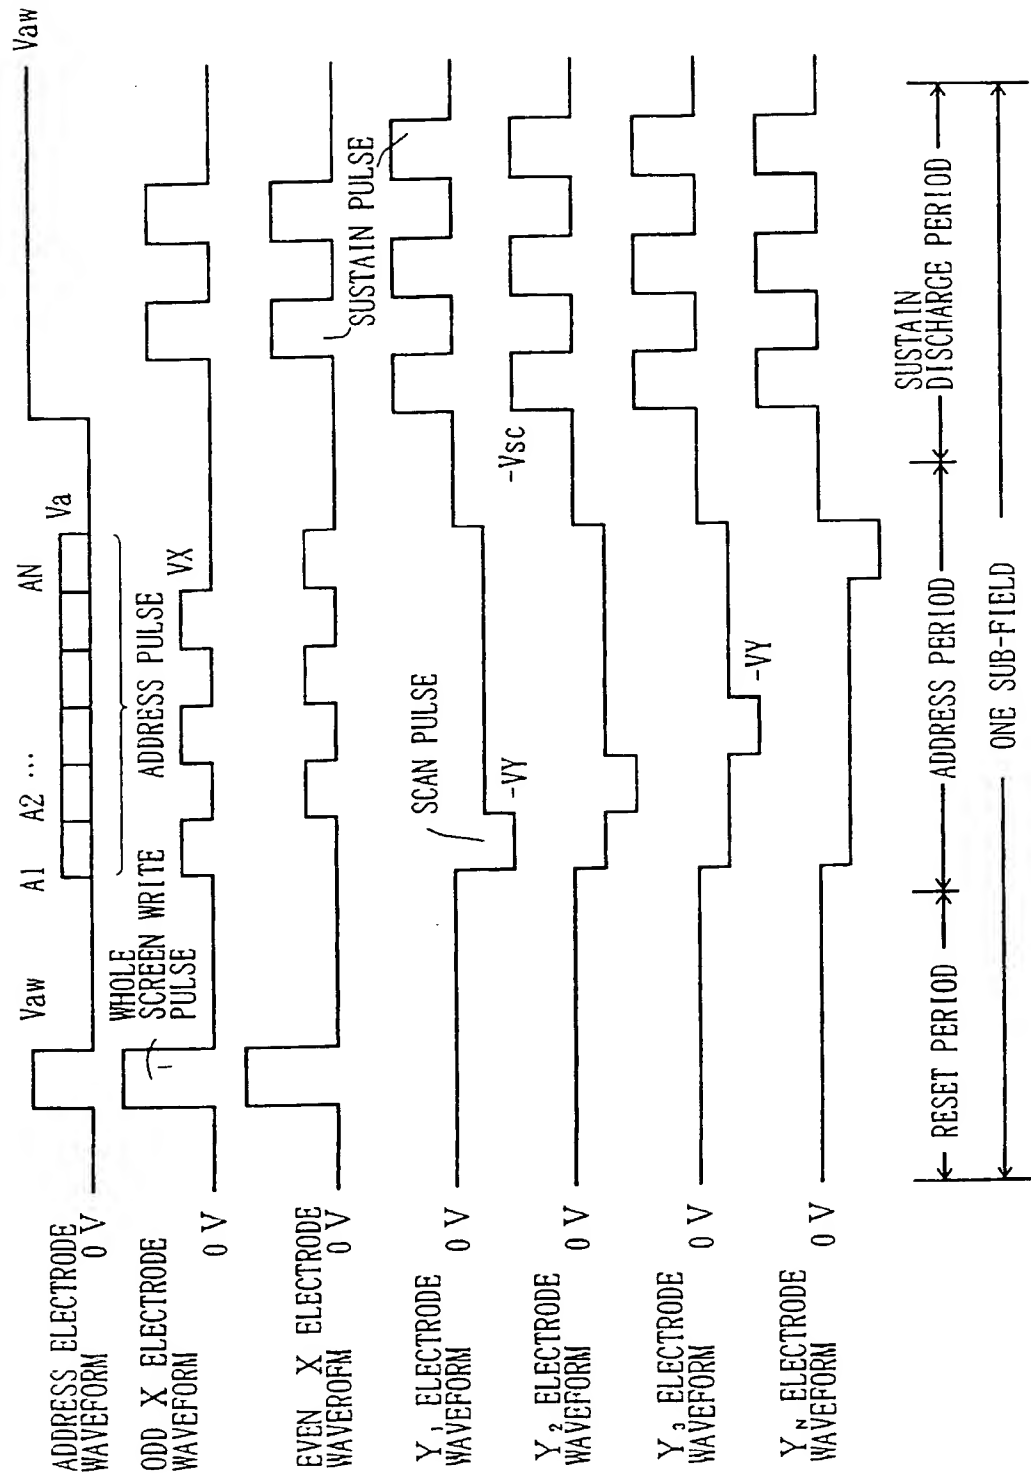 ADDRESS ELECTRODE
WAVEFORM
0 V
Vaw
A1
A2 ...
AN
Va
Vaw
ODD X ELECTRODE
WAVEFORM
0 V
WHOLE
SCREEN WRITE
PULSE
ADDRESS PULSE
VX
EVEN X ELECTRODE
WAVEROFM
0 V
SUSTAIN PULSE
Y1 ELECTRODE
WAVEFORM
0 V
SCAN PULSE
-VY
-Vsc
Y2 ELECTRODE
WAVEFORM
0 V
Y3 ELECTRODE
WAVEFORM
0 V
-VY
YN ELECTRODE
WAVEFORM
0 V
RESET PERIOD
ADDRESS PERIOD
SUSTAIN
DISCHARGE PERIOD
ONE SUB-FIELD